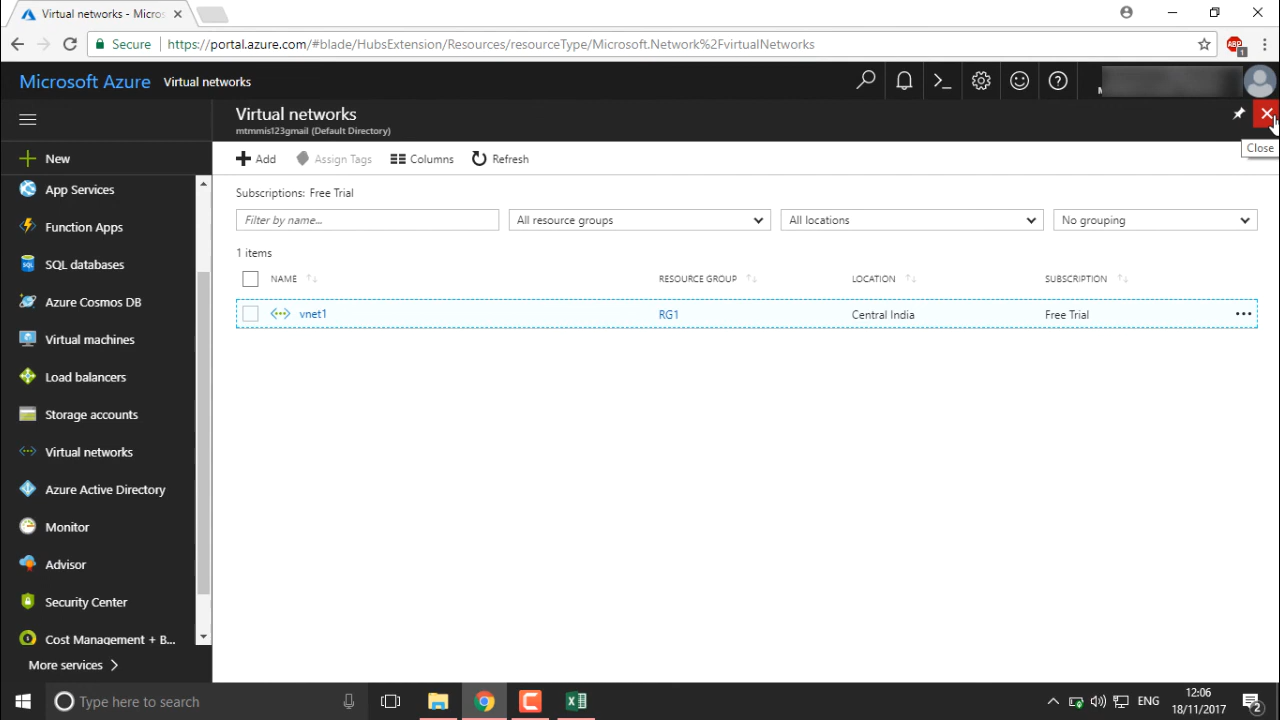 Virtual networks - Micros
Secure
https://portal.azure.com/#blade/HubsExtension/Resources/resourceType/Microsoft.Network%2FvirtualNetworks
ABP
1
Microsoft Azure Virtual networks
Virtual networks
mtmmis123gmail (Default Directory)
Close
New
Add Assign Tags Columns Refresh
App Services
Function Apps
SQL databases
Azure Cosmos DB
Virtual machines
Load balancers
Storage accounts
Virtual networks
Azure Active Directory
Monitor
Advisor
Security Center
Cost Management + B...
More services
Subscriptions: Free Trial
Filter by name... All resource groups All locations No grouping
1 items
NAME RESOURCE GROUP LOCATION SUBSCRIPTION
vnet1 RG1 Central India Free Trial
Type here to search
ENG
12:06
18/11/2017
2